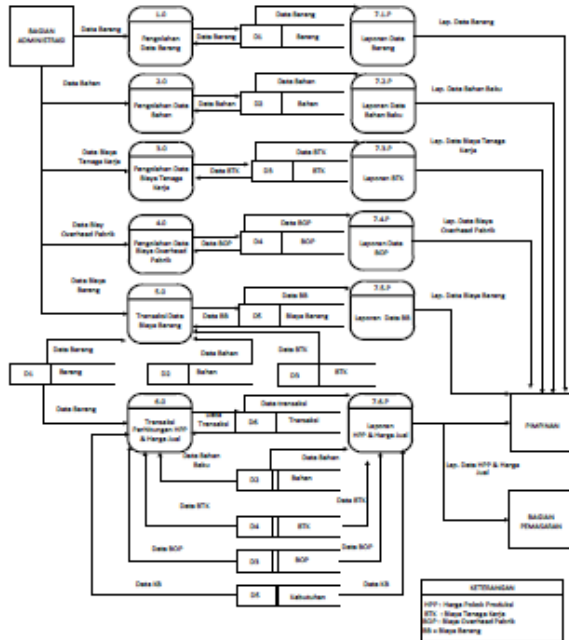 BAGIAN
ADMINISTRASI
Data Barang
1.0
Pengolahan
Data Barang
Data Barang
Data Barang
D1
Barang
7.1.P
Laporan Data
Barang
Lap. Data Barang
Data Bahan
2.0
Pengolahan Data
Bahan
Data Bahan
Data Bahan
D2
Bahan
7.2.P
Laporan Data
Bahan Baku
Lap. Data Bahan Baku
Data Biaya
Tenaga Kerja
3.0
Pengolahan Data
Biaya Tenaga
Kerja
Data BTK
Data BTK
BTK
7.3.P
Laporan BTK
Lap. Data Biaya Tenaga
Kerja
Data Biay
Overhead Pabrik
4.0
Pengolahan Data
Biaya Overhead
Pabrik
Data BOP
Data BOP
D4
BOP
7.4.P
Laporan Data
BOP
Lap. Data Biaya
Overhead Pabrik
Data Biaya
Barang
5.0
Transaksi Data
Biaya Barang
Data BB
Data BB
Biaya Barang
7.5.P
Laporan Data BB
Lap. Data Biaya Barang
Data Barang
D1
Barang
Data Bahan
D2
Bahan
Data BTK
BTK
Data Barang
6.0
Transaksi
Perhitungan HPP
& Harga Jual
Data transaksi
Data
Transaksi
D6
Transaksi
7.6.P
Laporan
HPP & Harga Jual
PIMPINAN
Data Bahan
Baku
Data Bahan
Bahan
Lap. Data HPP & Harga
Jual
Data BTK
Data BTK
D4
BTK
BAGIAN
PEMASARAN
Data BOP
Data BOP
BOP
Data KB
Data KB
Kebutuhan
KETERANGAN
HPP : Harga Pokok Produksi
BTK : Biaya Tenaga Kerja
BOP : Biaya Overhead Pabrik
BB : Biaya Barang